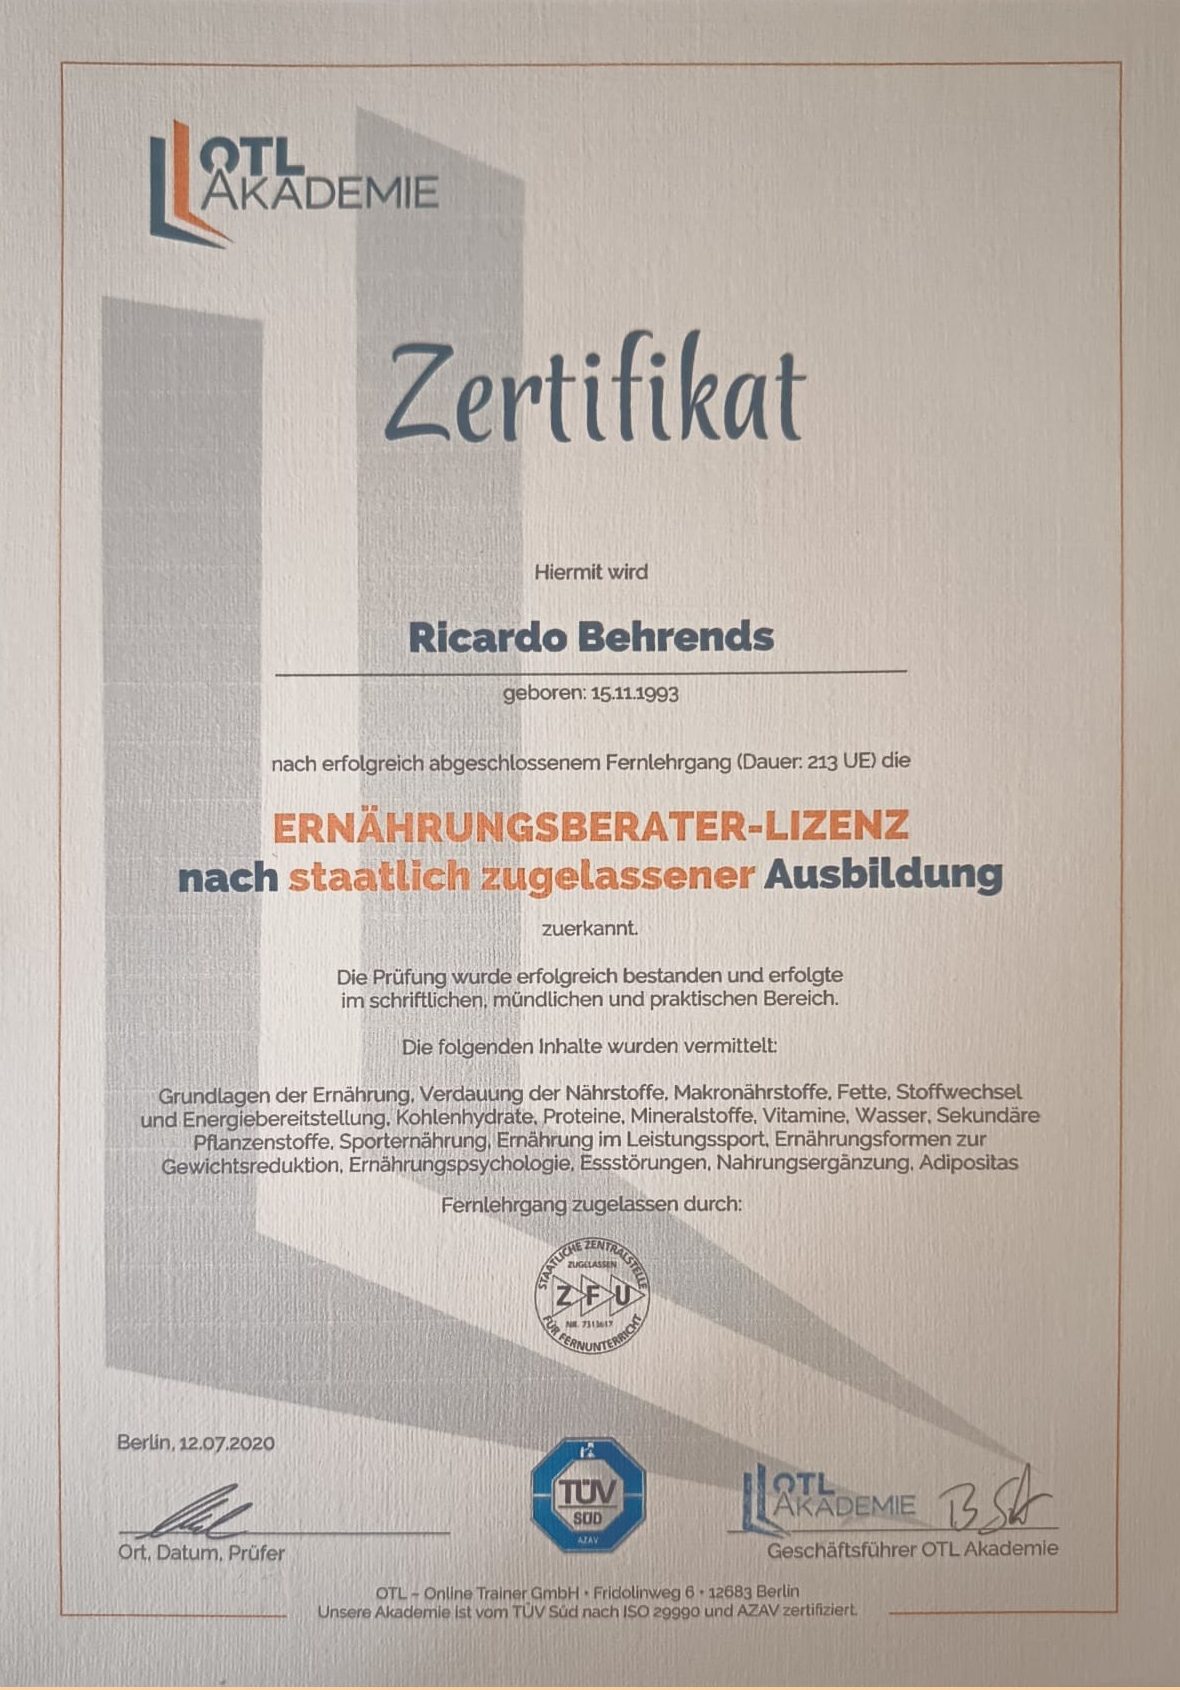 OTL
AKADEMIE
Zertifikat
Hiermit wird
Ricardo Behrends
geboren: 15.11.1993
nach erfolgreich abgeschlossenem Fernlehrgang (Dauer: 213 UE) die
ERNÄHRUNGSBERATER-LIZENZ
nach staatlich zugelassener Ausbildung
zuerkannt.
Die Prüfung wurde erfolgreich bestanden und erfolgte
im schriftlichen, mündlichen und praktischen Bereich.
Die folgenden Inhalte wurden vermittelt:
Grundlagen der Ernährung, Verdauung der Nährstoffe, Makronährstoffe, Fette, Stoffwechsel
und Energiebereitstellung, Kohlenhydrate, Proteine, Mineralstoffe, Vitamine, Wasser, Sekundäre
Pflanzenstoffe, Sporternährung, Ernährung im Leistungssport, Ernährungsformen zur
Gewichtsreduktion, Ernährungspsychologie, Essstörungen, Nahrungsergänzung, Adipositas
Fernlehrgang zugelassen durch:
STAATLICHE ZENTRALSTELLE
ZUGELASSEN
ZFU
NR.
FÜR FERNUNTERRICHT
Berlin, 12.07.2020
TÜV
SÜD
AZAV
OTL
AKADEMIE
Ort, Datum, Prüfer
Geschäftsführer OTL Akademie
OTL – Online Trainer GmbH • Fridolinweg 6 • 12683 Berlin
Unsere Akademie ist vom TÜV Süd nach ISO 29990 und AZAV zertifiziert.